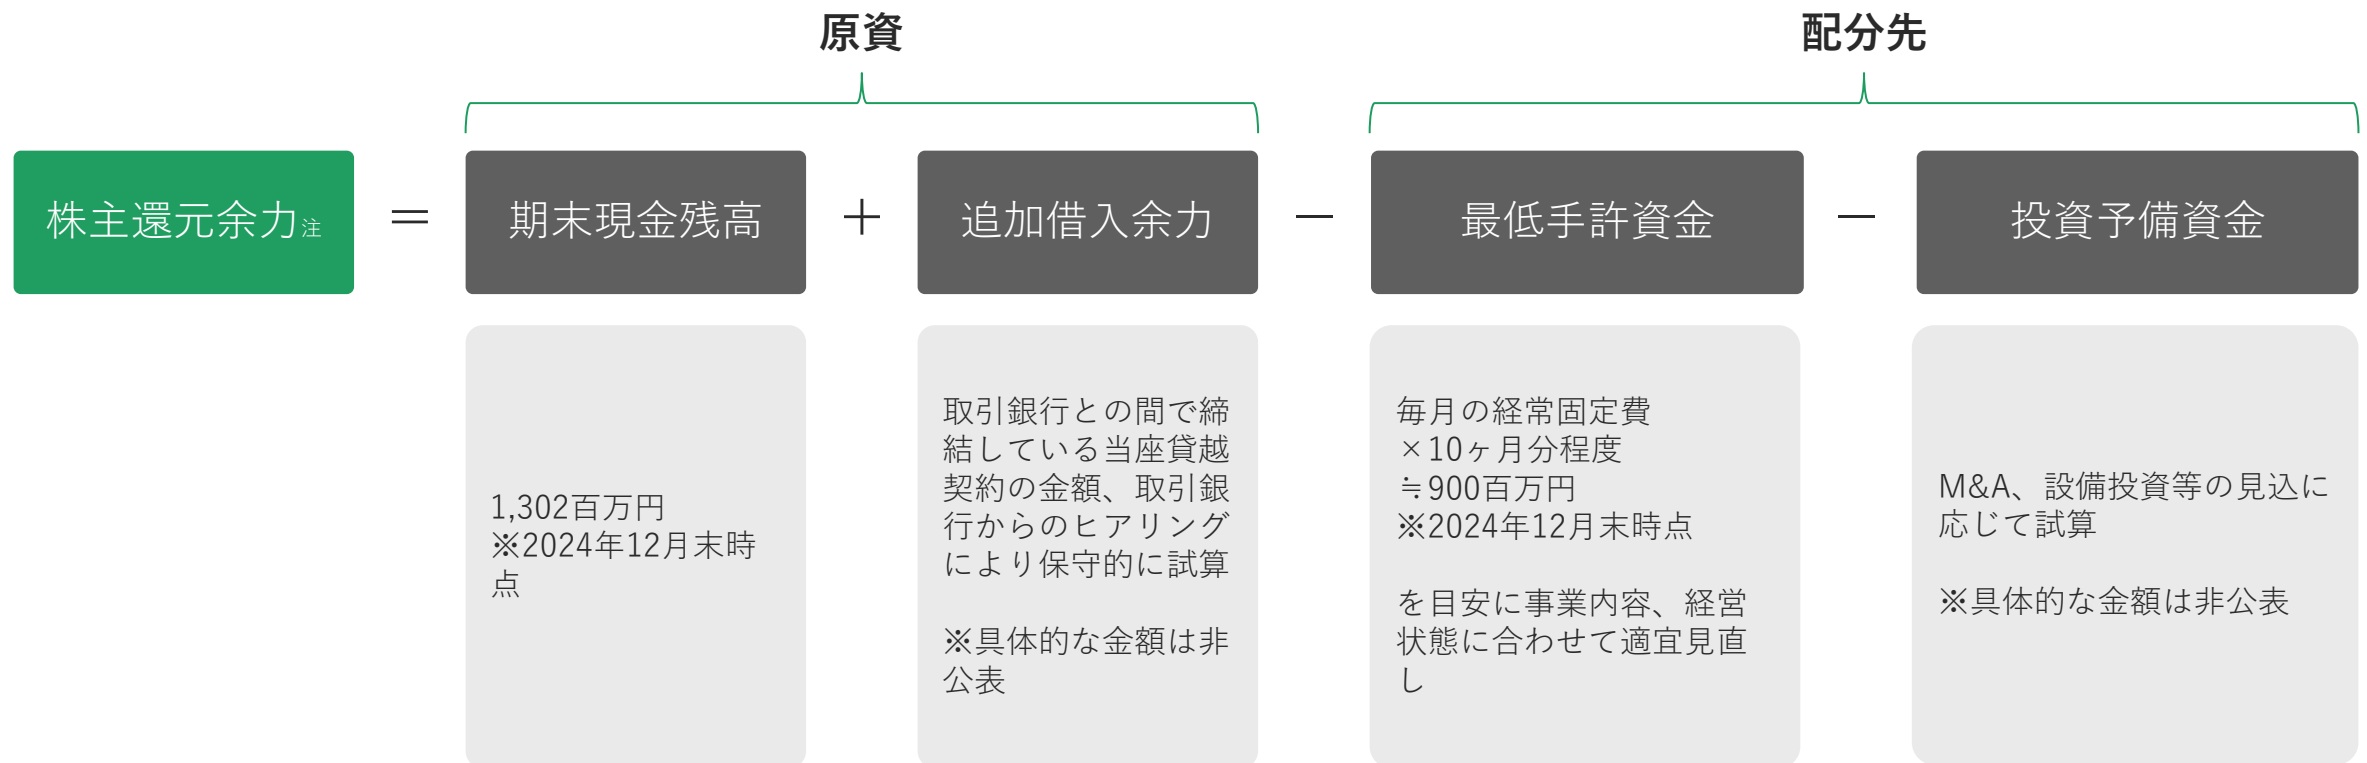 原資
配分先
株主還元余力注
＝
期末現金残高
＋
追加借入余力
－
最低手許資金
－
投資予備資金
1,302百万円
※2024年12月末時
点
取引銀行との間で締
結している当座貸越
契約の金額、取引銀
行からのヒアリング
により保守的に試算
※具体的な金額は非
公表
毎月の経常固定費
×10ヶ月分程度
≒900百万円
※2024年12月末時点
を目安に事業内容、経営
状態に合わせて適宜見直
し
M&A、設備投資等の見込に
応じて試算
※具体的な金額は非公表